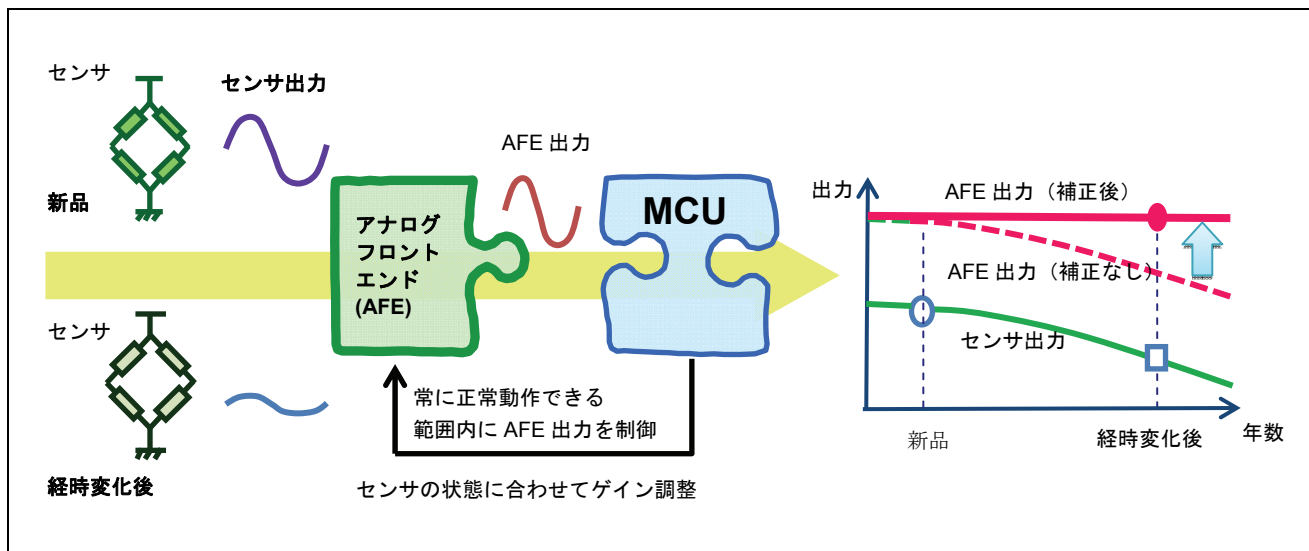 センサ
センサ出力
新品
アナログ
フロント
エンド
(AFE)
AFE 出力
MCU
センサ
経時変化後
常に正常動作できる
範囲内に AFE 出力を制御
センサの状態に合わせてゲイン調整
出力
AFE 出力（補正後）
AFE 出力（補正なし）
センサ出力
新品
経時変化後
年数